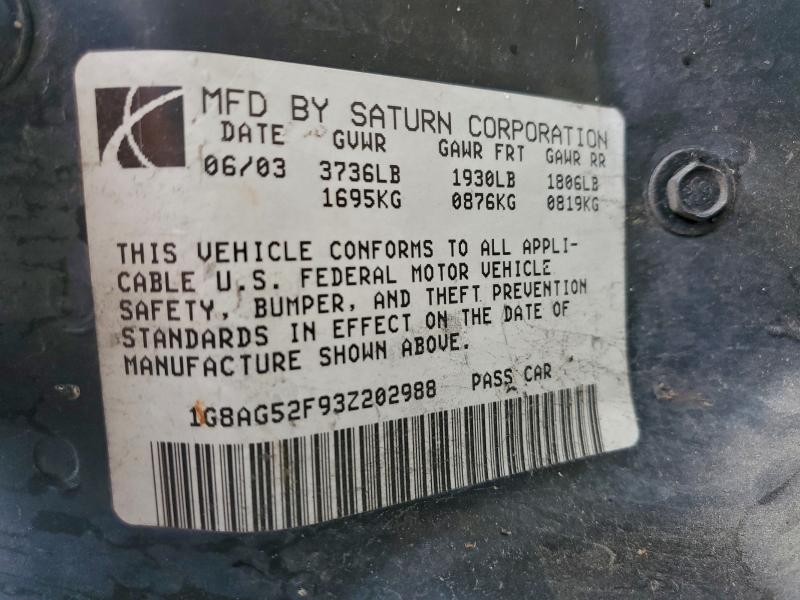 MFD BY SATURN CORPORATION
DATE GVWR GAWR FRT GAWR RR
06/03 3736LB 1930LB 1806LB
1695KG 0876KG 0819KG
THIS VEHICLE CONFORMS TO ALL APPLI-
CABLE U.S. FEDERAL MOTOR VEHICLE
SAFETY, BUMPER, AND THEFT PREVENTION
STANDARDS IN EFFECT ON THE DATE OF
MANUFACTURE SHOWN ABOVE.
1G8AG52F93Z202988 PASS CAR